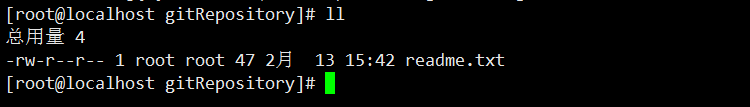 [root@localhost gitRepository]# ll
总用量 4
-rw-r--r-- 1 root root 47 2月  13 15:42 readme.txt
[root@localhost gitRepository]#